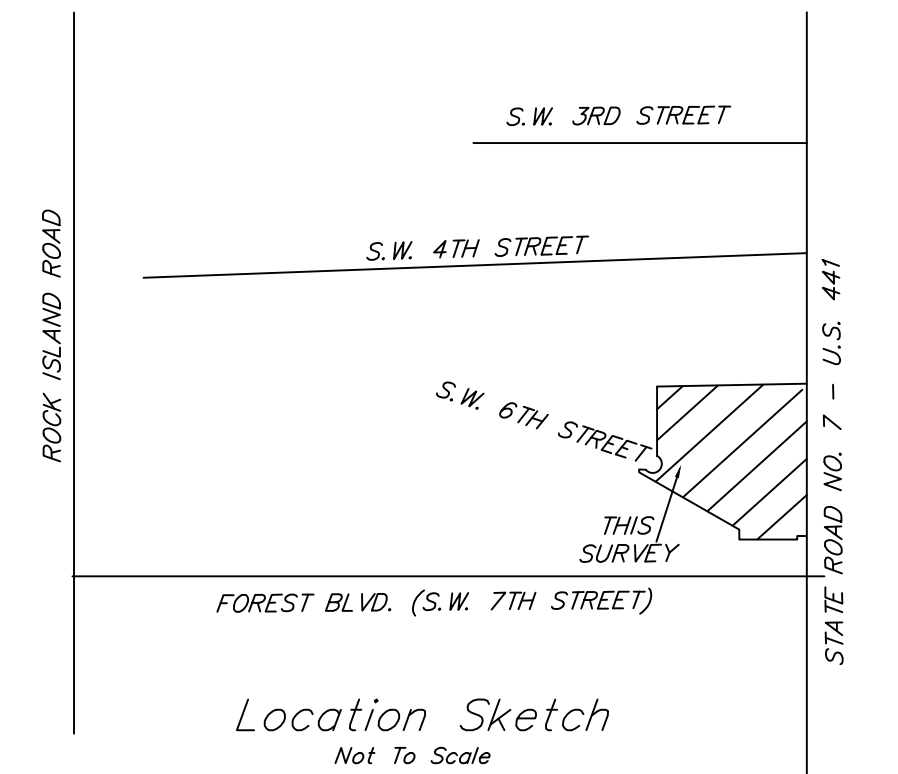 S.W. 3RD STREET
S.W. 4TH STREET
ROCK ISLAND ROAD
STATE ROAD NO. 7 - U.S. 441
S.W. 6TH STREET
THIS
SURVEY
FOREST BLVD. (S.W. 7TH STREET)
Location Sketch
Not To Scale